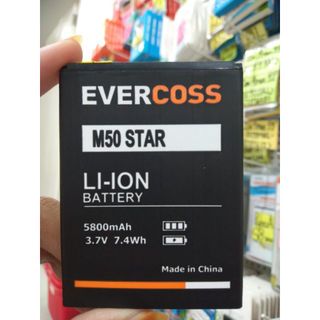 EVERCOSS
M50 STAR
LI-ION
BATTERY
5800mAh
3.7V 7.4Wh
Made in China